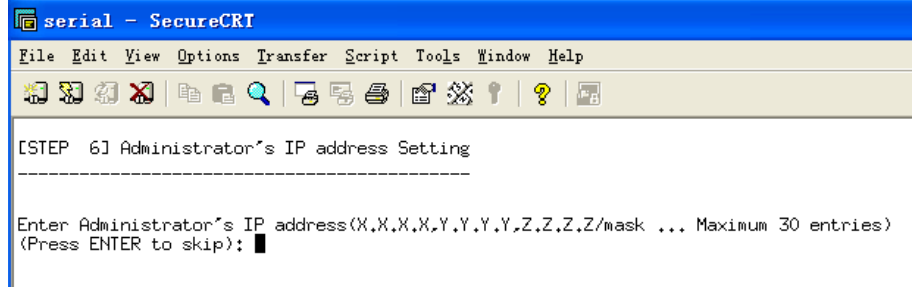 serial - SecureCRT
File Edit View Options Transfer Script Tools Window Help
[STEP  6] Administrator's IP address Setting
--------------------------------------------
Enter Administrator's IP address(X.X.X.X,Y.Y.Y.Y,Z.Z.Z.Z/mask ... Maximum 30 entries)
(Press ENTER to skip):